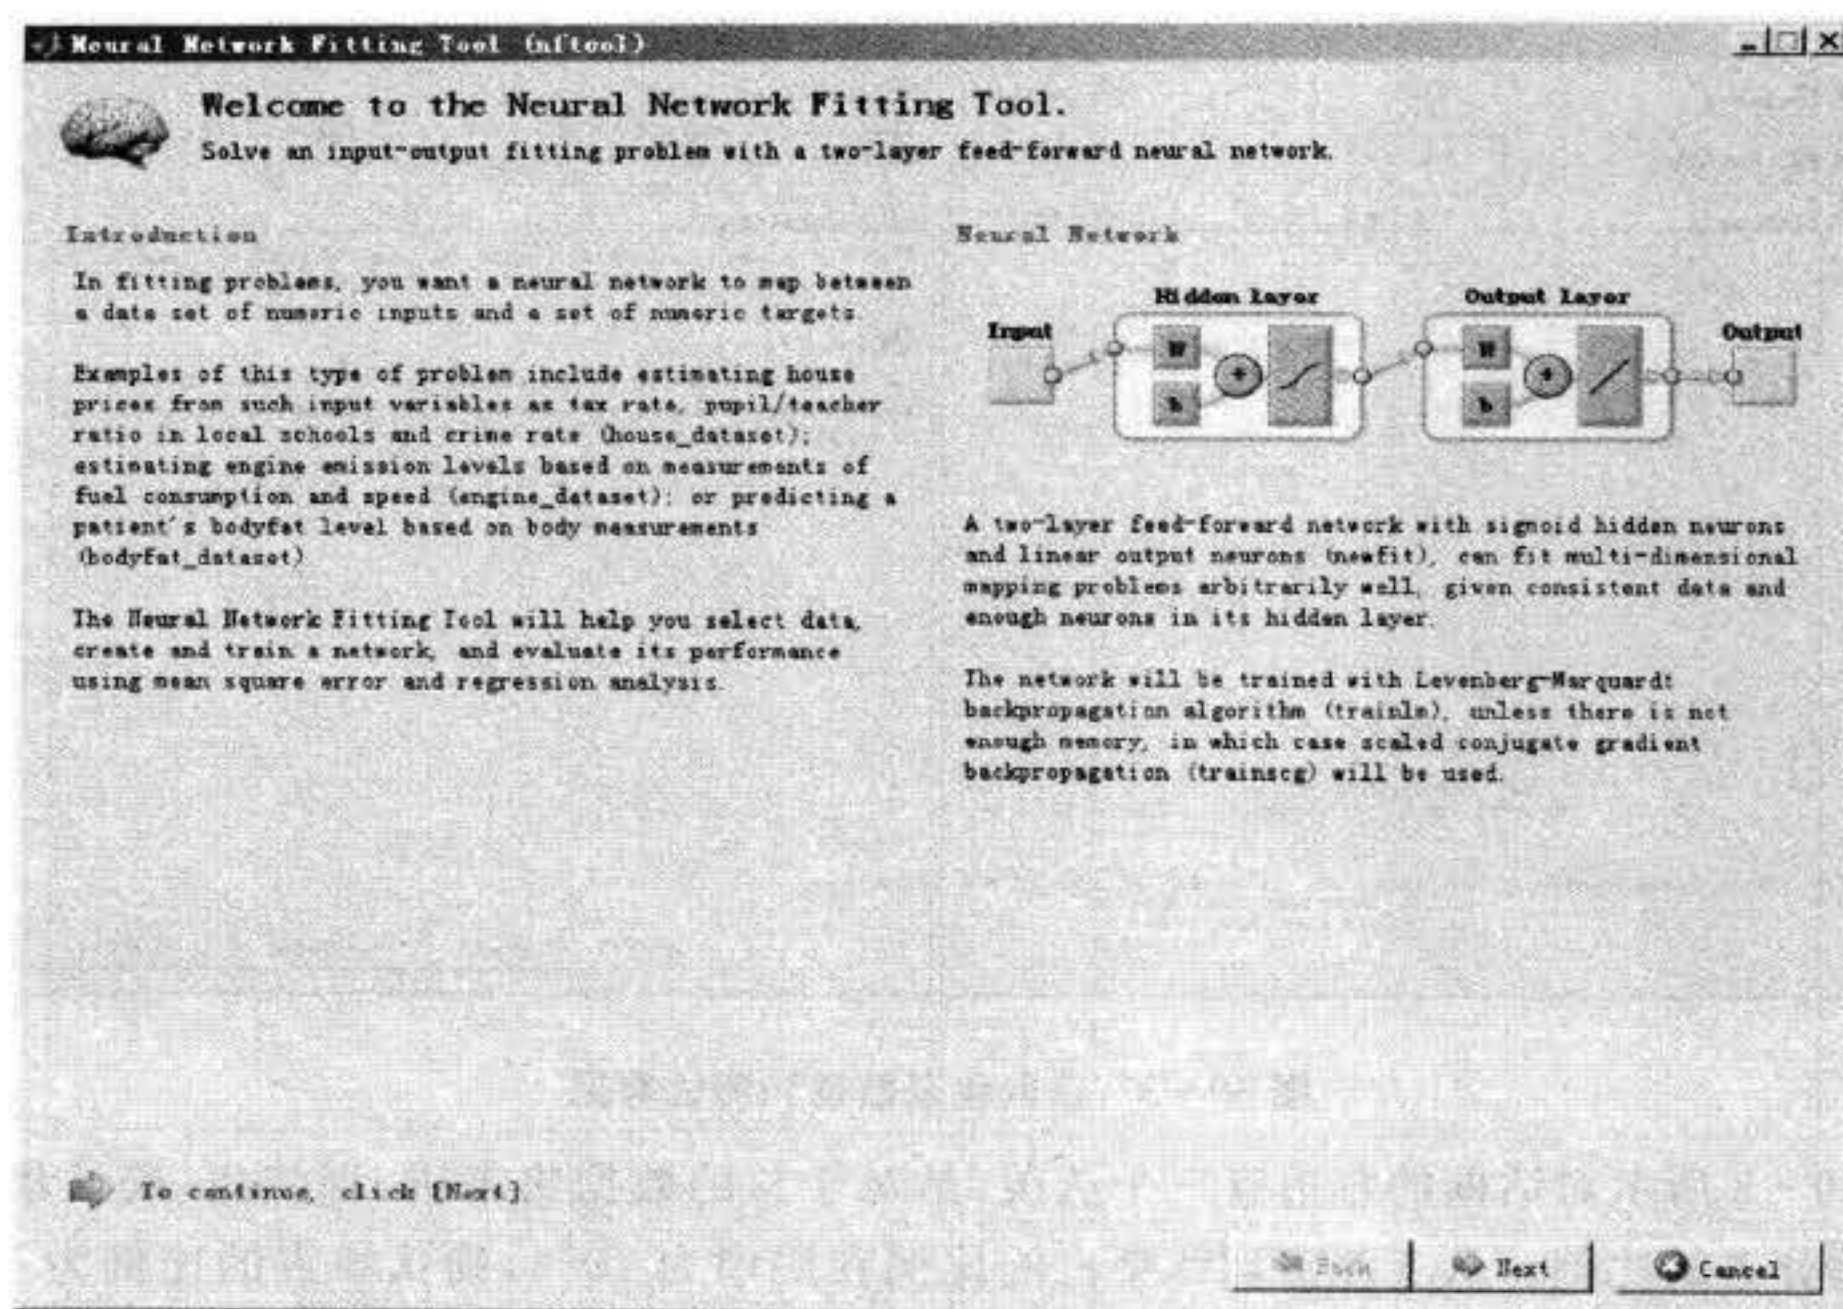 Neural Network Fitting Tool (nftool)
Welcome to the Neural Network Fitting Tool.
Solve an input-output fitting problem with a two-layer feed-forward neural network.
Introduction
In fitting problems, you want a neural network to map between
a data set of numeric inputs and a set of numeric targets.
Examples of this type of problem include estimating house
prices from such input variables as tax rate, pupil/teacher
ratio in local schools and crime rate (house_dataset);
estimating engine emission levels based on measurements of
fuel consumption and speed (engine_dataset); or predicting a
patient's bodyfat level based on body measurements
(bodyfat_dataset).
The Neural Network Fitting Tool will help you select data,
create and train a network, and evaluate its performance
using mean square error and regression analysis.
Neural Network
Hidden Layer Output Layer
Input Output
W W
+ +
b b
A two-layer feed-forward network with sigmoid hidden neurons
and linear output neurons (newfit), can fit multi-dimensional
mapping problems arbitrarily well, given consistent data and
enough neurons in its hidden layer.
The network will be trained with Levenberg-Marquardt
backpropagation algorithm (trainlm), unless there is not
enough memory, in which case scaled conjugate gradient
backpropagation (trainscg) will be used.
To continue, click [Next].
Back Next Cancel